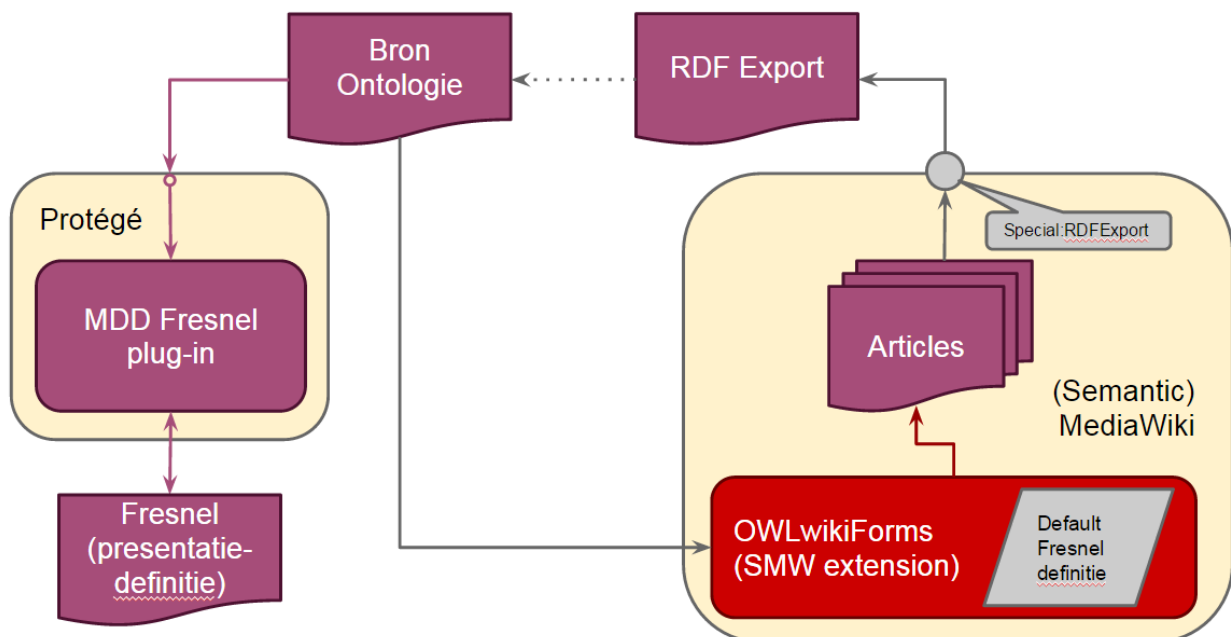 Bron
Ontologie
RDF Export
Protégé
Special:RDFExport
MDD Fresnel
plug-in
Articles
(Semantic)
MediaWiki
Fresnel
(presentatie-
definitie)
OWLwikiForms
(SMW extension)
Default
Fresnel
definitie